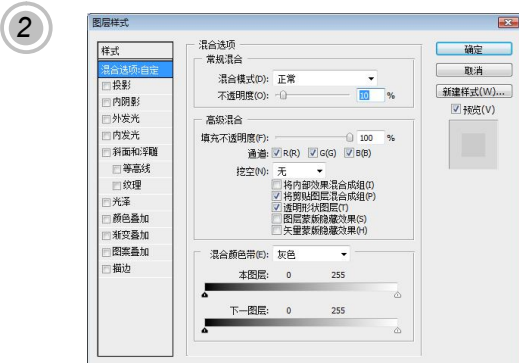 2
图层样式
样式
混合选项:自定
投影
内阴影
外发光
内发光
斜面和浮雕
等高线
纹理
光泽
颜色叠加
渐变叠加
图案叠加
描边
混合选项
常规混合
混合模式(D): 正常
不透明度(O): 10 %
高级混合
填充不透明度(F): 100 %
通道: R(R) G(G) B(B)
挖空(N): 无
将内部效果混合成组(I)
将剪贴图层混合成组(P)
透明形状图层(T)
图层蒙版隐藏效果(S)
矢量蒙版隐藏效果(H)
混合颜色带(E): 灰色
本图层: 0 255
下一图层: 0 255
确定
取消
新建样式(W)...
预览(V)